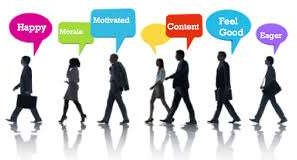 Happy
Morale
Motivated
Content
Feel
Good
Eager